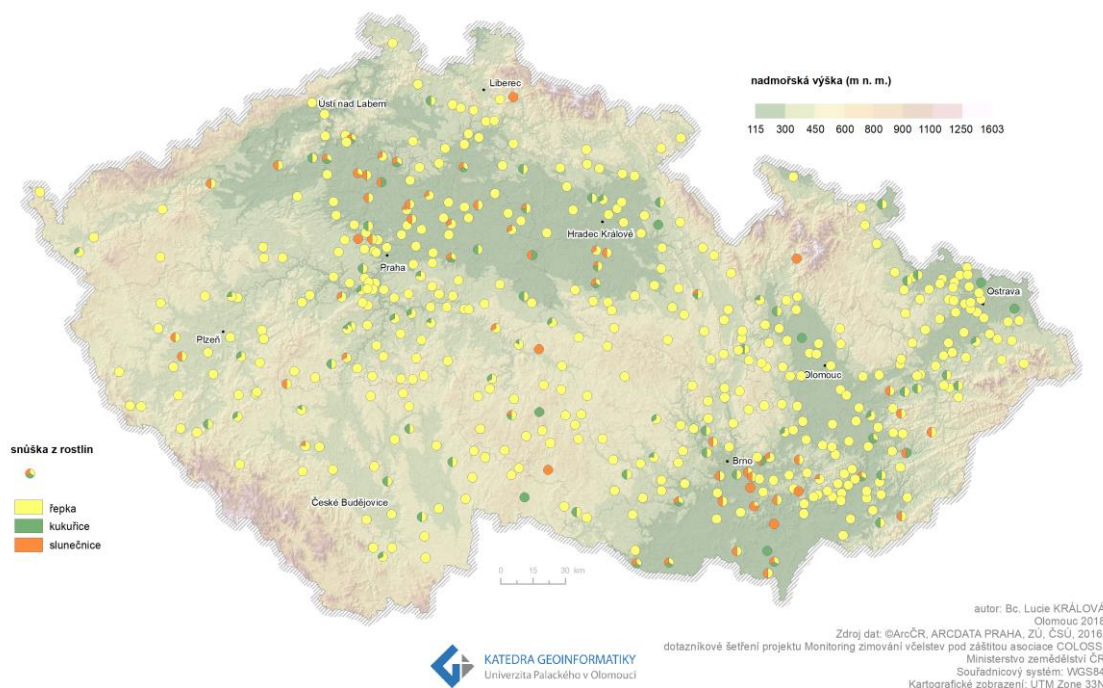 Liberec
nadmořská výška (m n. m.)
Ústí nad Labem
115 300 450 600 800 900 1100 1250 1603
Hradec Králové
Praha
Ostrava
Plzeň
Olomouc
snůška z rostlin
Brno
řepka
České Budějovice
kukuřice
slunečnice
0 15 30 km
autor: Bc. Lucie KRÁLOVÁ
Olomouc 2018
Zdroj dat: ©ArcČR, ARCDATA PRAHA, ZÚ, ČSÚ, 2016,
dotazníkové šetření projektu Monitoring zimování včelstev pod záštitou asociace COLOSS,
KATEDRA GEOINFORMATIKY
Ministerstvo zemědělství ČR
Univerzita Palackého v Olomouci
Souřadnicový systém: WGS84
Kartografické zobrazení: UTM Zone 33N